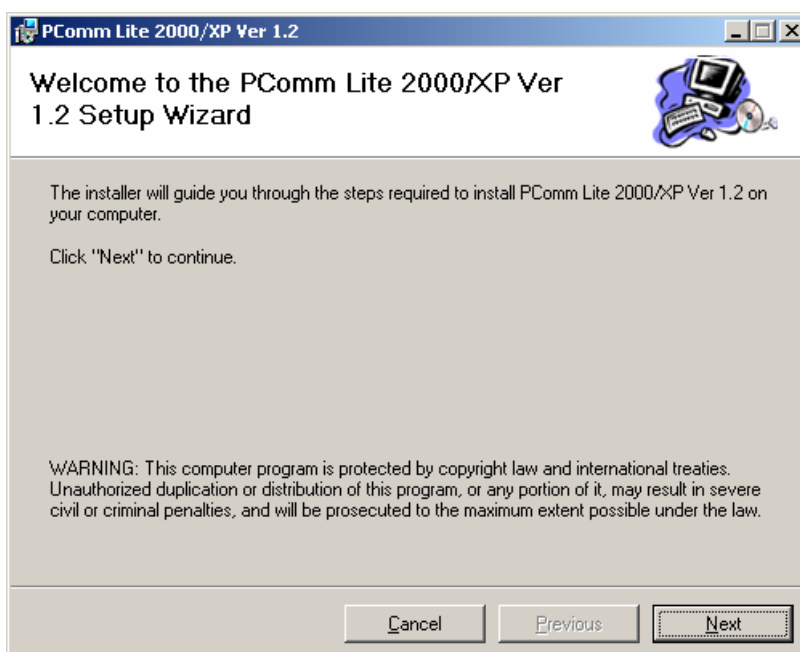 PComm Lite 2000/XP Ver 1.2
Welcome to the PComm Lite 2000/XP Ver
1.2 Setup Wizard
The installer will guide you through the steps required to install PComm Lite 2000/XP Ver 1.2 on
your computer.
Click "Next" to continue.
WARNING: This computer program is protected by copyright law and international treaties.
Unauthorized duplication or distribution of this program, or any portion of it, may result in severe
civil or criminal penalties, and will be prosecuted to the maximum extent possible under the law.
Cancel Previous Next